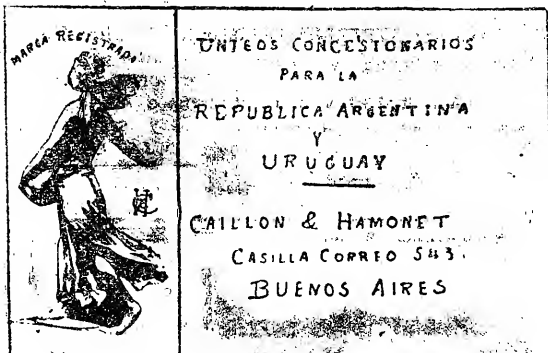 MARCA REGISTRADA
UNICOS CONCESIONARIOS
PARA LA
REPUBLICA ARGENTINA
Y
URUGUAY
CAILLON & HAMONET
CASILLA CORREO 543.
BUENOS AIRES